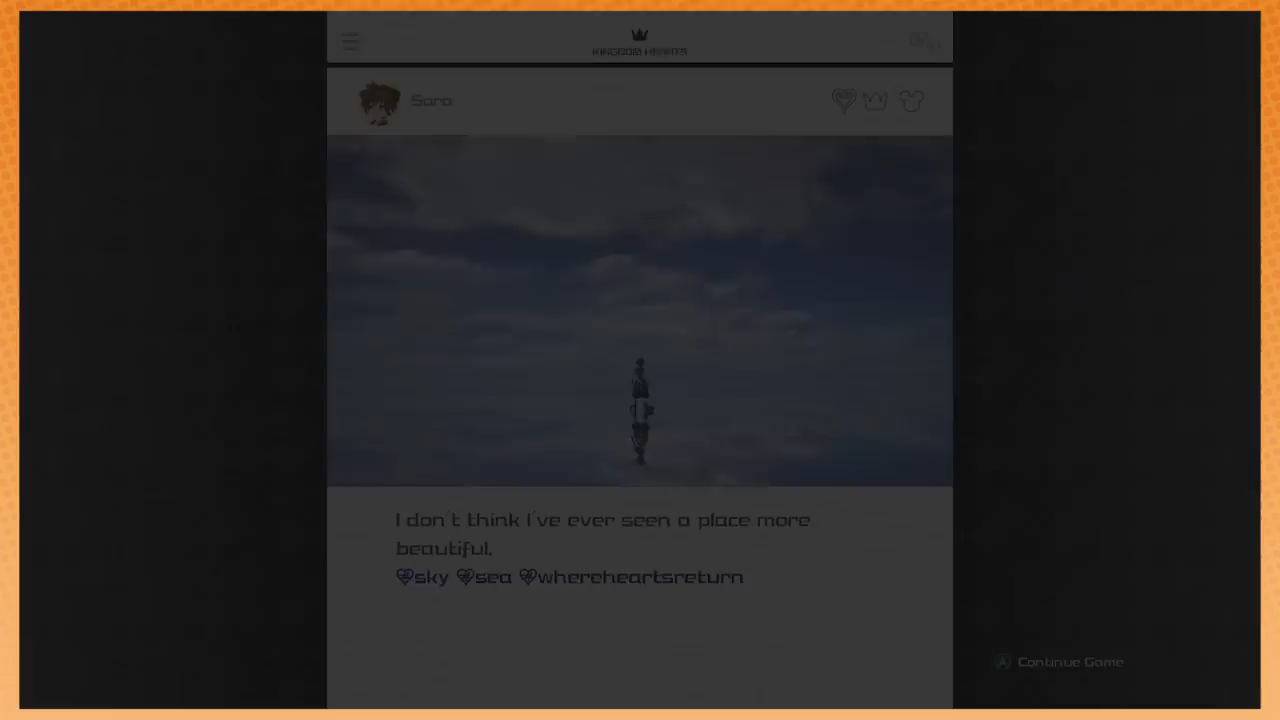 KINGDOM HEARTS
Sora
I don't think I've ever seen a place more
beautiful.
sky sea whereheartsreturn
A Continue Game